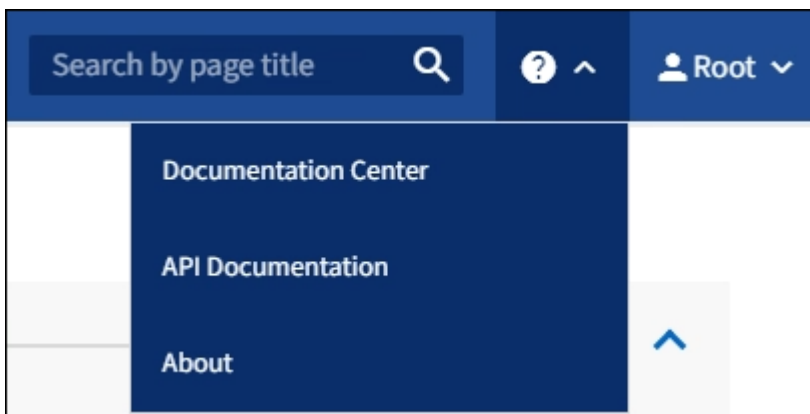 Search by page title
Root
Documentation Center
API Documentation
About